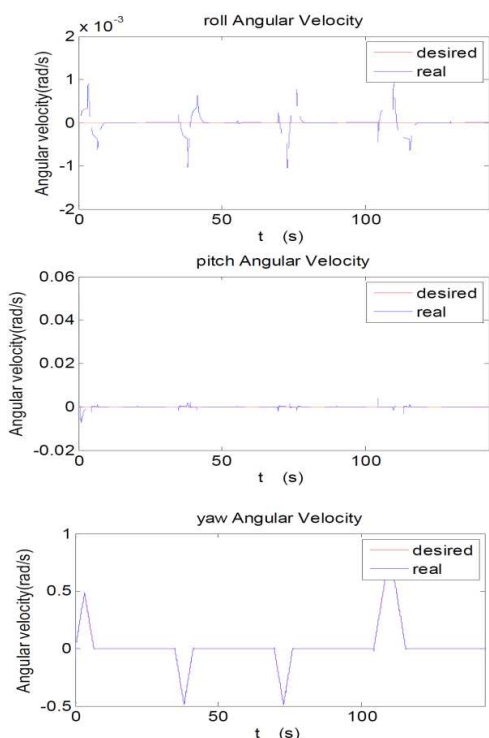 roll Angular Velocity
x 10⁻³
2
1
0
-1
-2
Angular velocity(rad/s)
desired
real
0
50
100
t (s)
pitch Angular Velocity
0.06
0.04
0.02
0
-0.02
Angular velocity(rad/s)
desired
real
0
50
100
t (s)
yaw Angular Velocity
1
0.5
0
-0.5
Angular velocity(rad/s)
desired
real
0
50
100
t (s)